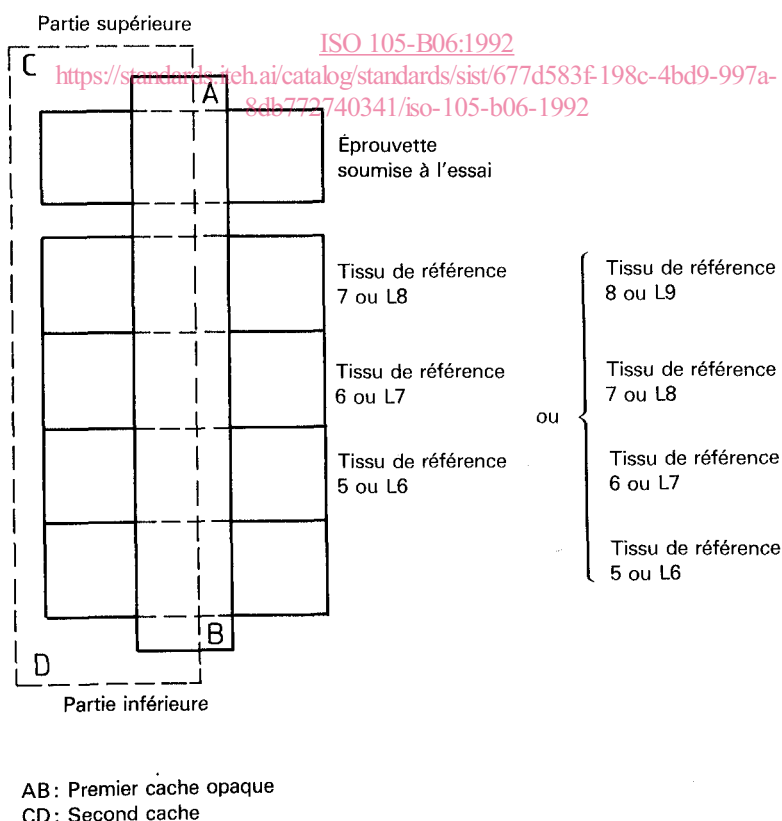 Partie supérieure
ISO 105-B06:1992
https://standards.iteh.ai/catalog/standards/sist/677d583f-198c-4bd9-997a-
8db772740341/iso-105-b06-1992
C
A
Éprouvette
soumise à l'essai
Tissu de référence
7 ou L8
Tissu de référence
6 ou L7
Tissu de référence
5 ou L6
ou
Tissu de référence
8 ou L9
Tissu de référence
7 ou L8
Tissu de référence
6 ou L7
Tissu de référence
5 ou L6
B
D
Partie inférieure
AB: Premier cache opaque
CD: Second cache